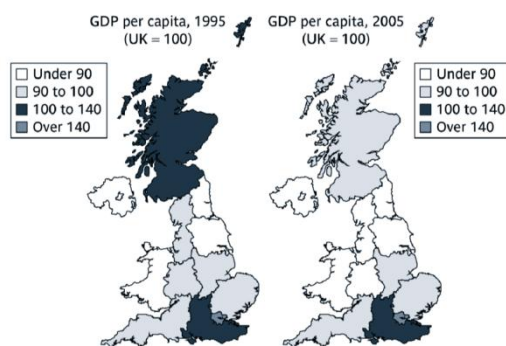 GDP per capita, 1995
(UK = 100)
Under 90
90 to 100
100 to 140
Over 140
GDP per capita, 2005
(UK = 100)
Under 90
90 to 100
100 to 140
Over 140